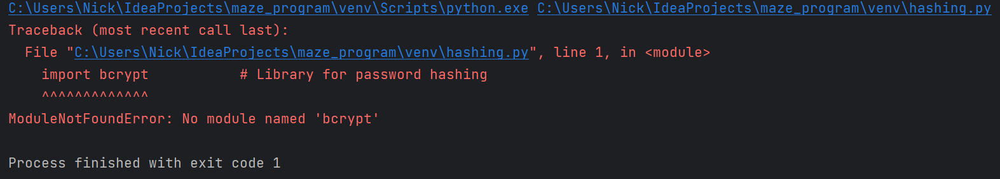 C:\Users\Nick\IdeaProjects\maze_program\venv\Scripts\python.exe C:\Users\Nick\IdeaProjects\maze_program\venv\hashing.py
Traceback (most recent call last):
  File "C:\Users\Nick\IdeaProjects\maze_program\venv\hashing.py", line 1, in <module>
    import bcrypt           # Library for password hashing
    ^^^^^^^^^^^^^
ModuleNotFoundError: No module named 'bcrypt'

Process finished with exit code 1